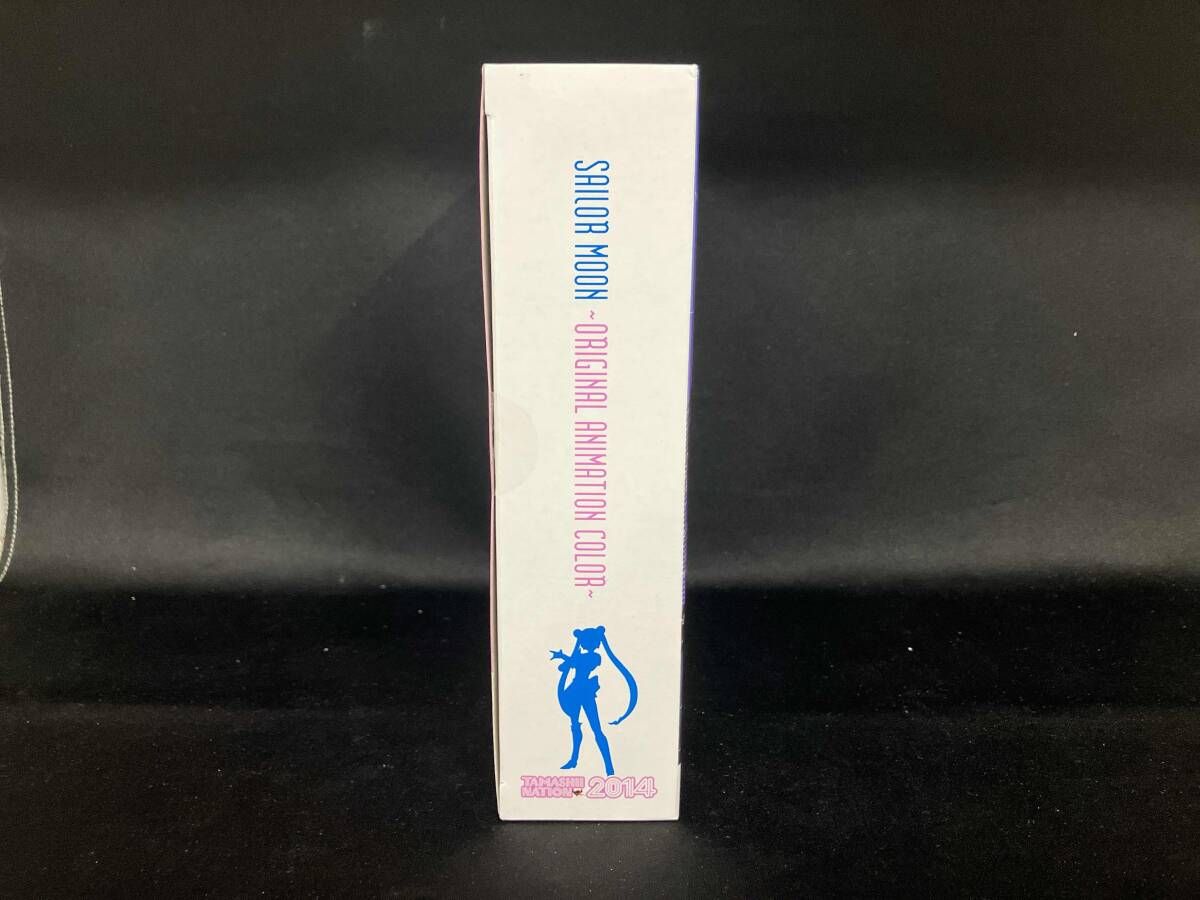 SAILOR MOON ~ORIGINAL ANIMATION COLOR~
TAMASHII
NATION 2014